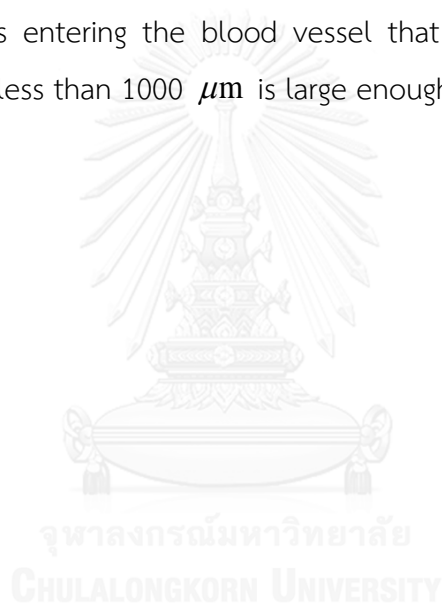 s entering the blood vessel that
less than 1000 μm is large enough
จุฬาลงกรณ์มหาวิทยาลัย
CHULALONGKORN UNIVERSITY